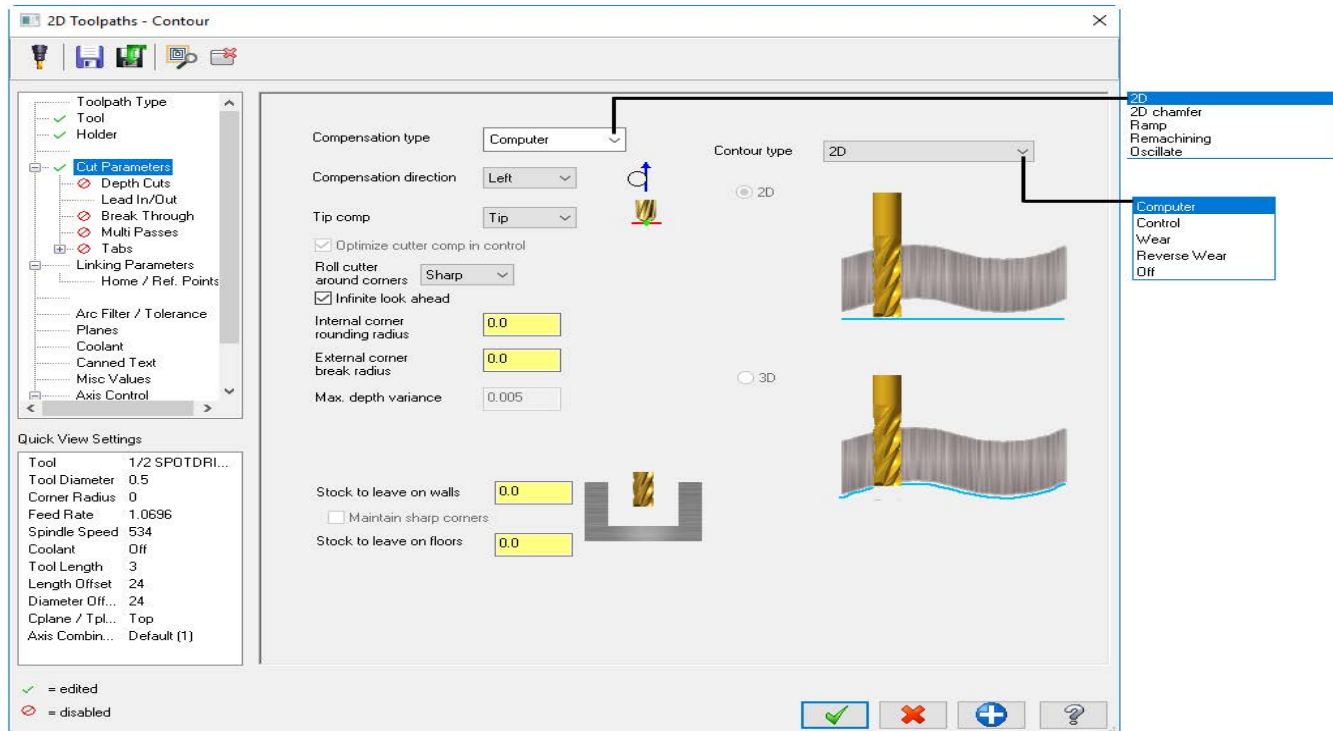 2D Toolpaths - Contour
Toolpath Type
Tool
Holder
Cut Parameters
Depth Cuts
Lead In/Out
Break Through
Multi Passes
Tabs
Linking Parameters
Home / Ref. Points
Arc Filter / Tolerance
Planes
Coolant
Canned Text
Misc Values
Axis Control
Quick View Settings
Tool 1/2 SPOTDRI...
Tool Diameter 0.5
Corner Radius 0
Feed Rate 1.0696
Spindle Speed 534
Coolant Off
Tool Length 3
Length Offset 24
Diameter Off... 24
Cplane / Tpl... Top
Axis Combin... Default (1)
= edited
= disabled
Compensation type Computer
Compensation direction Left
Tip comp Tip
Optimize cutter comp in control
Roll cutter
around corners Sharp
Infinite look ahead
Internal corner
rounding radius 0.0
External corner
break radius 0.0
Max. depth variance 0.005
Stock to leave on walls 0.0
Maintain sharp corners
Stock to leave on floors 0.0
Contour type 2D
2D
3D
2D
2D chamfer
Ramp
Remachining
Oscillate
Computer
Control
Wear
Reverse Wear
Off